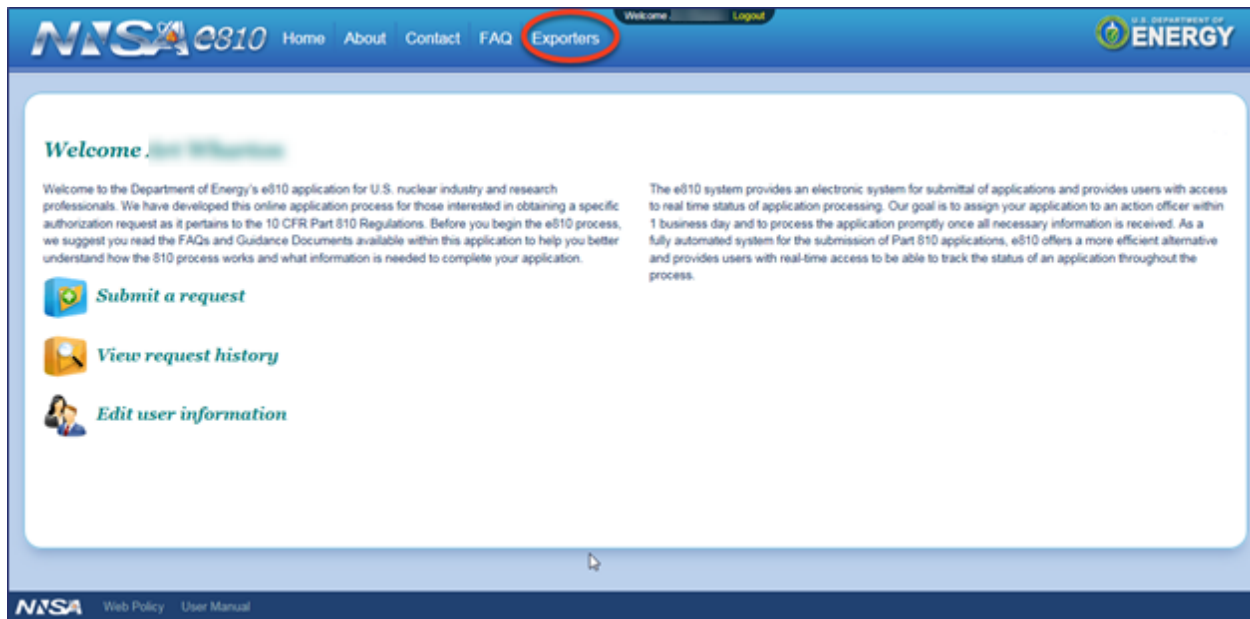 NNSA e810 Home About Contact FAQ Exporters
Welcome Logout
U.S. DEPARTMENT OF
ENERGY
Welcome
Welcome to the Department of Energy's e810 application for U.S. nuclear industry and research
professionals. We have developed this online application process for those interested in obtaining a specific
authorization request as it pertains to the 10 CFR Part 810 Regulations. Before you begin the e810 process,
we suggest you read the FAQs and Guidance Documents available within this application to help you better
understand how the 810 process works and what information is needed to complete your application.
Submit a request
View request history
Edit user information
The e810 system provides an electronic system for submittal of applications and provides users with access
to real time status of application processing. Our goal is to assign your application to an action officer within
1 business day and to process the application promptly once all necessary information is received. As a
fully automated system for the submission of Part 810 applications, e810 offers a more efficient alternative
and provides users with real-time access to be able to track the status of an application throughout the
process.
NNSA Web Policy User Manual